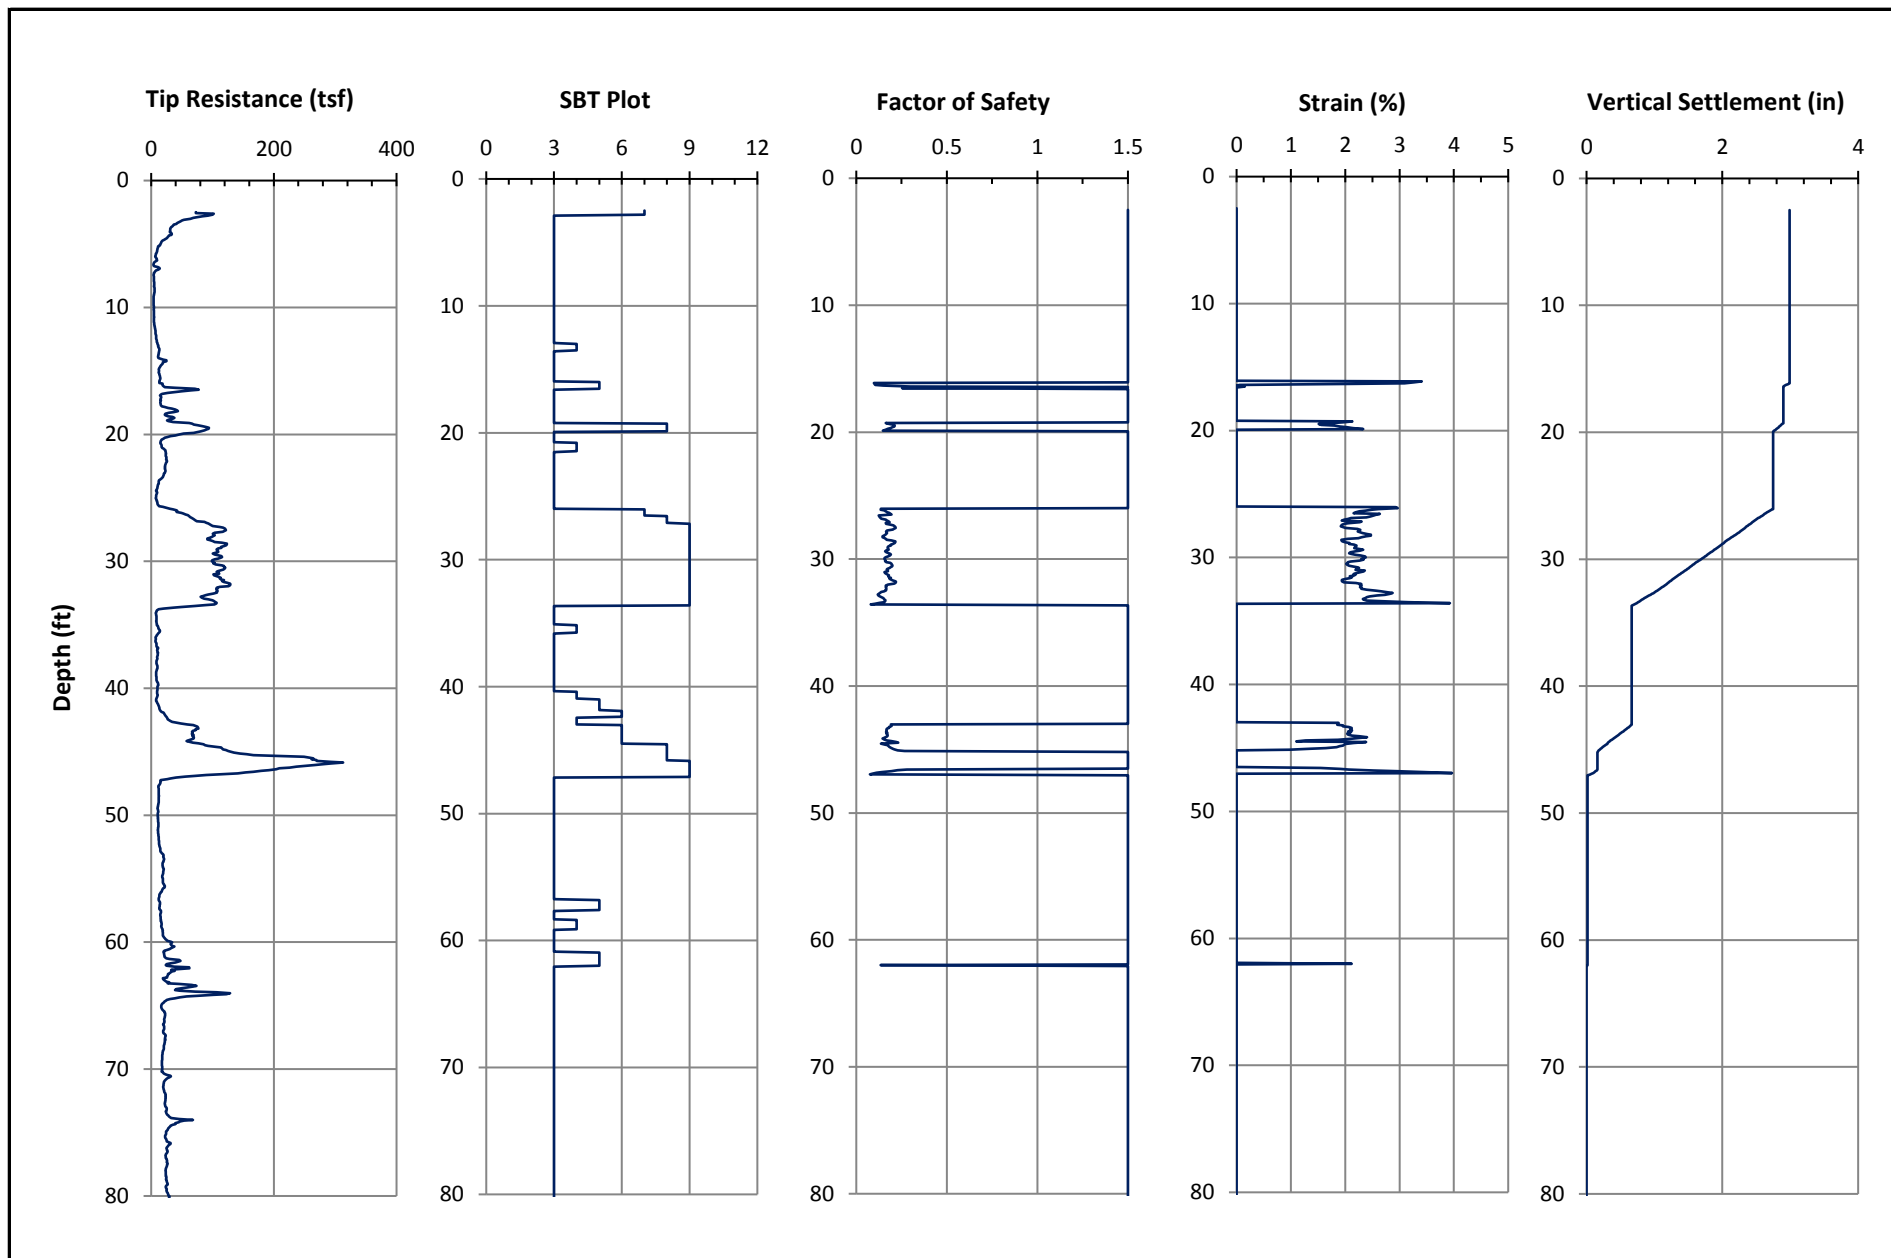 Tip Resistance (tsf) SBT Plot Factor of Safety Strain (%) Vertical Settlement (in)
0 200 400 0 3 6 9 12 0 0.5 1 1.5 0 1 2 3 4 5 0 2 4
0 0 0 0 0
10 10 10 10 10
20 20 20 20 20
30 30 30 30 30
40 40 40 40 40
50 50 50 50 50
60 60 60 60 60
70 70 70 70 70
80 80 80 80 80
Depth (ft)